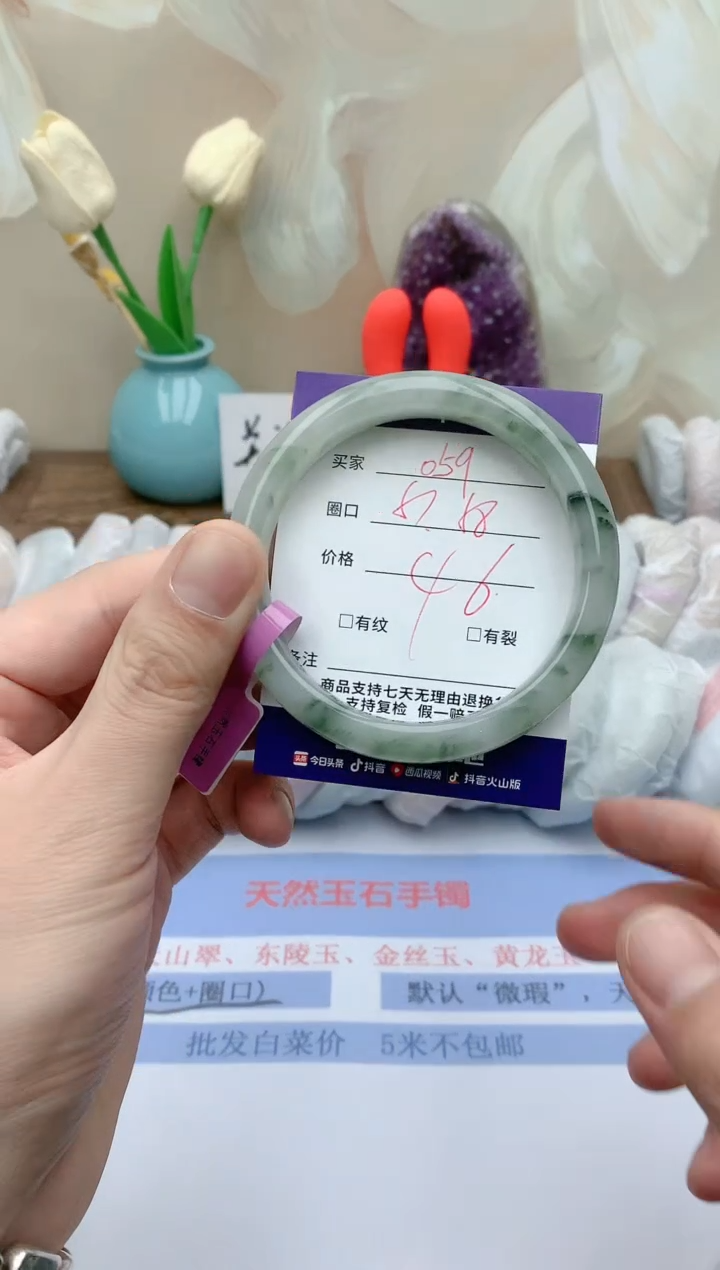 买家 059
圈口 57.58
价格 46
□有纹 □有裂
备注
商品支持七天无理由退换
支持复检 假一赔
头条 今日头条 抖音 西瓜视频 抖音火山版
天然玉石手镯
山翠、东陵玉、金丝玉、黄龙玉
颜色+圈口） 默认“微瑕”，天
批发白菜价 5米不包邮